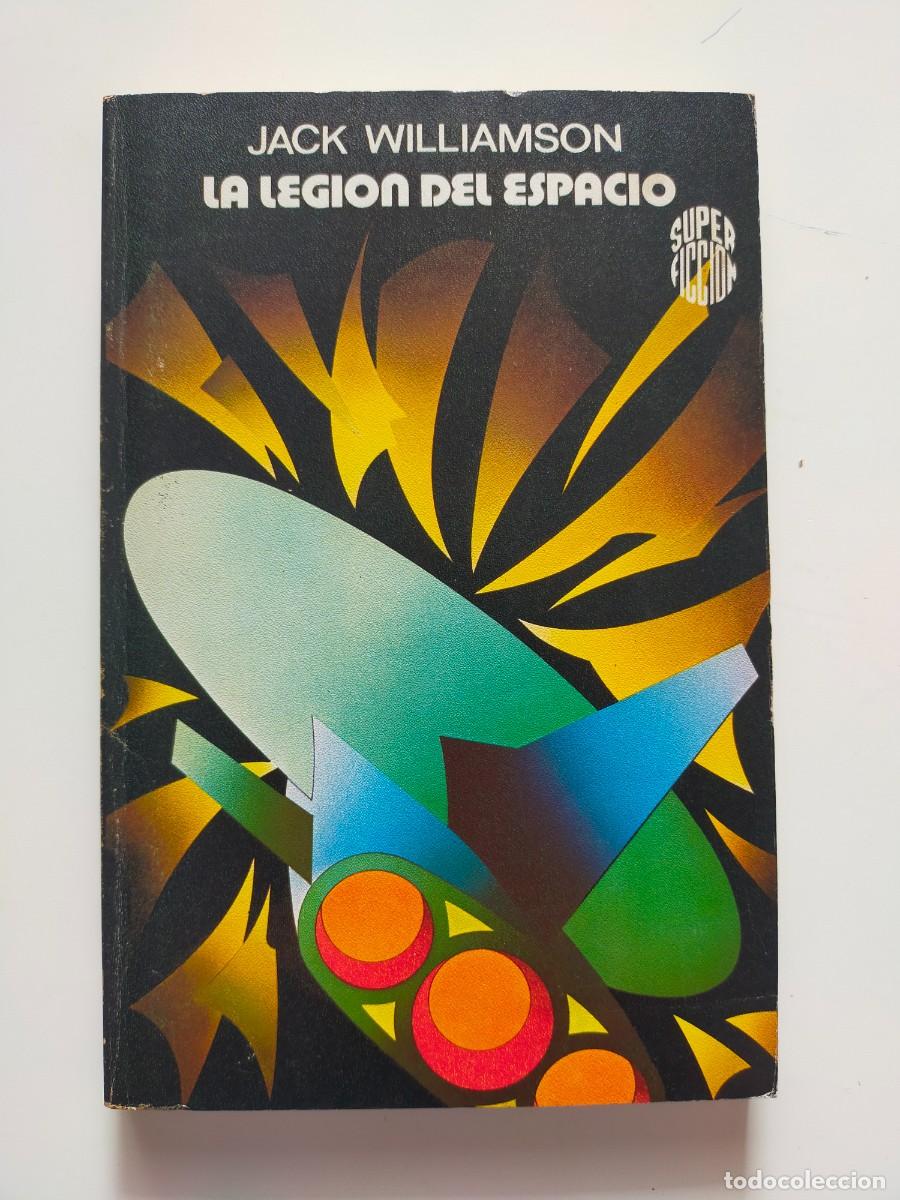 JACK WILLIAMSON
LA LEGION DEL ESPACIO
SUPER
FICCION
todocoleccion